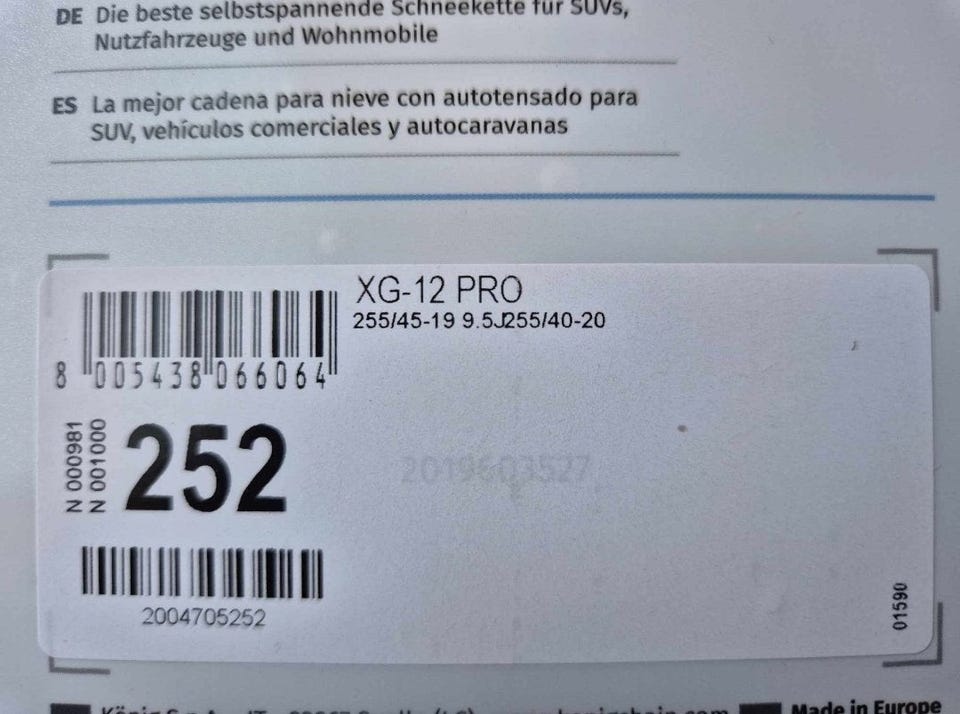 DE Die beste selbstspannende Schneekette für SUVs,
Nutzfahrzeuge und Wohnmobile
ES La mejor cadena para nieve con autotensado para
SUV, vehículos comerciales y autocaravanas
XG-12 PRO
255/45-19 9.5J255/40-20
8 005438 066064
N 000981
N 001000
252
2019603527
2004705252
01590
König
Made in Europe